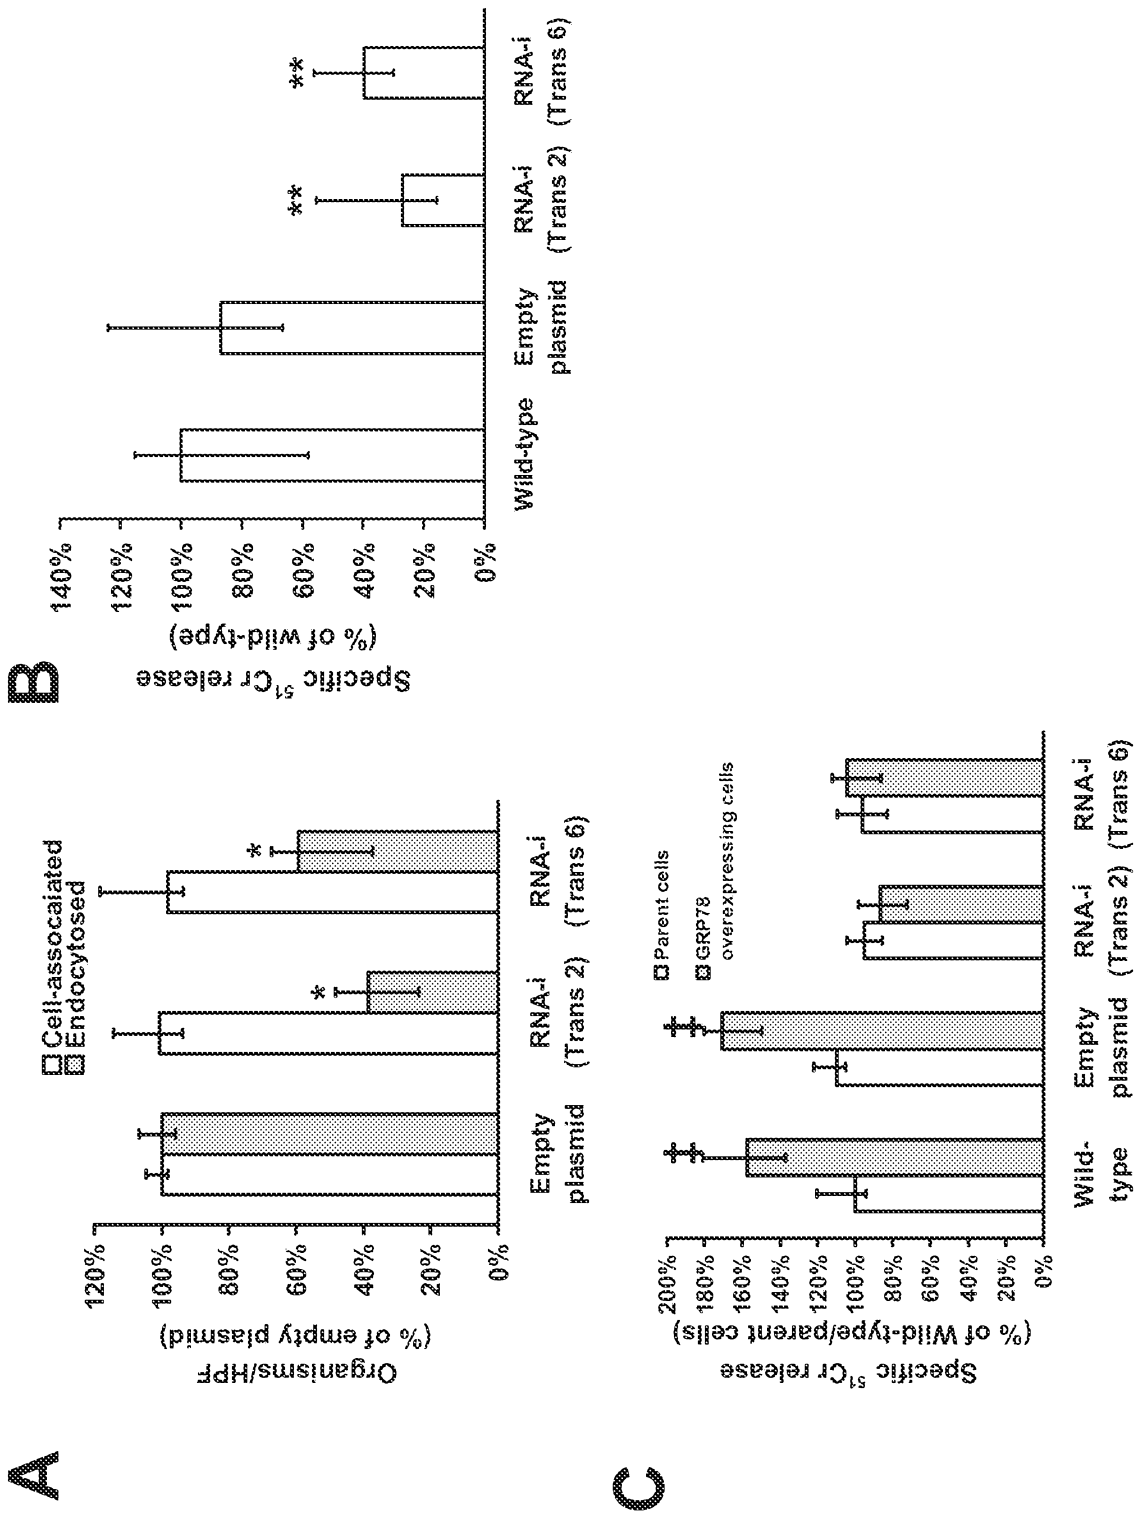 A
Organisms/HPF
(% of empty plasmid)
120%
100%
80%
60%
40%
20%
0%
Cell-assocaiated
Endocytosed
*
*
Empty
plasmid
RNA-i
(Trans 2)
RNA-i
(Trans 6)
B
Specific 51Cr release
(% of wild-type)
140%
120%
100%
80%
60%
40%
20%
0%
**
**
Wild-type
Empty
plasmid
RNA-i
(Trans 2)
RNA-i
(Trans 6)
C
Specific 51Cr release
(% of Wild-type/parent cells)
200%
180%
160%
140%
120%
100%
80%
60%
40%
20%
0%
Parent cells
GRP78
overexpressing cells
‡
‡
Wild-
type
Empty
plasmid
RNA-i
(Trans 2)
RNA-i
(Trans 6)